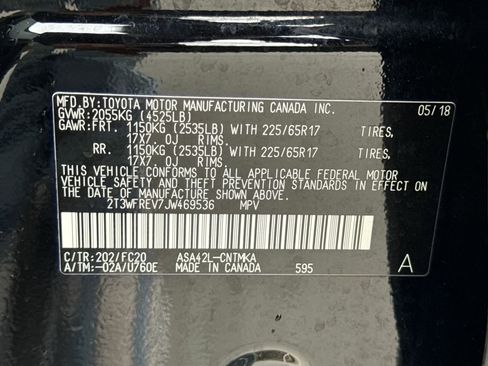 MFD. BY: TOYOTA MOTOR MANUFACTURING CANADA INC. 05/18
GVWR: 2055KG (4525LB)
GAWR: FRT. 1150KG (2535LB) WITH 225/65R17 TIRES,
17X7.0J RIMS.
RR. 1150KG (2535LB) WITH 225/65R17 TIRES,
17X7.0J RIMS.
THIS VEHICLE CONFORMS TO ALL APPLICABLE FEDERAL MOTOR
VEHICLE SAFETY AND THEFT PREVENTION STANDARDS IN EFFECT ON
THE DATE OF MANUFACTURE SHOWN ABOVE.
2T3WFREV7JW469536 MPV
C/TR: 202/FC20 ASA42L-CNTMKA
A/TM: -02A/U760E MADE IN CANADA 595 A